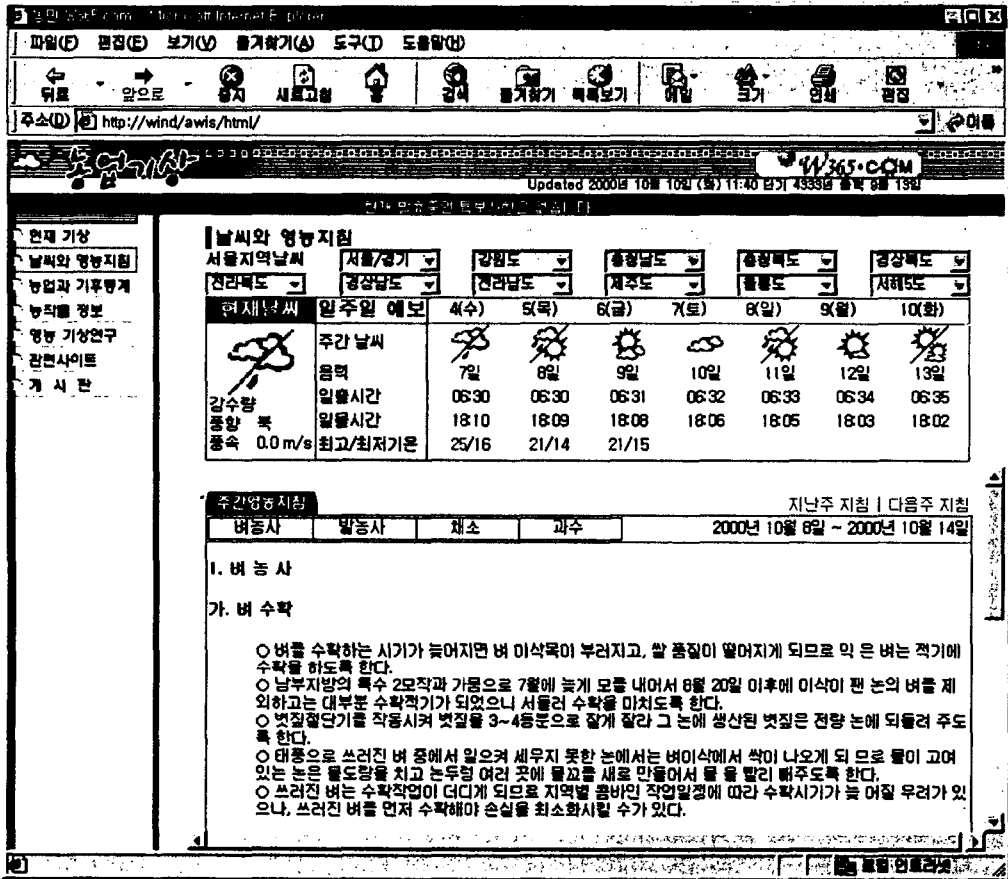 파일(F) 편집(E) 보기(V) 즐겨찾기(A) 도구(T) 도움말(H)
뒤로 앞으로 중지 새로고침 홈 검색 즐겨찾기 목록보기 메일 크기 인쇄 편집
주소(D) http://wind/awis/html/ 이동
농업기상 W365.COM
Updated 2000년 10월 10일 (화) 11:40 단기 4333년 음력 9월 13일
현재 기상
날씨와 영농지침
농업과 기후통계
농작물 정보
영농 기상연구
관련사이트
게 시 판
날씨와 영농지침
서울지역날씨 서울/경기 강원도 충청남도 충청북도 경상북도
전라북도 경상남도 전라남도 제주도 울릉도 서해5도
현재날씨 일주일 예보 4(수) 5(목) 6(금) 7(토) 8(일) 9(월) 10(화)
주간 날씨
음력 7일 8일 9일 10일 11일 12일 13일
강수량 일출시간 06:30 06:30 06:31 06:32 06:33 06:34 06:35
풍향 북 일몰시간 18:10 18:09 18:08 18:06 18:05 18:03 18:02
풍속 0.0 m/s 최고/최저기온 25/16 21/14 21/15
주간영농지침 지난주 지침 | 다음주 지침
벼농사 밭농사 채소 과수 2000년 10월 8일 ~ 2000년 10월 14일
I. 벼 농 사
가. 벼 수확
○ 벼를 수확하는 시기가 늦어지면 벼 이삭목이 부러지고, 쌀 품질이 떨어지게 되므로 익 은 벼는 적기에
수확을 하도록 한다.
○ 남부지방의 특수 2모작과 가뭄으로 7월에 늦게 모를 내어서 8월 20일 이후에 이삭이 팬 논의 벼를 제
외하고는 대부분 수확적기가 되었으니 서둘러 수확을 마치도록 한다.
○ 볏짚절단기를 작동시켜 볏짚을 3~4등분으로 잘게 잘라 그 논에 생산된 볏짚은 전량 논에 되돌려 주도
록 한다.
○ 태풍으로 쓰러진 벼 중에서 일으켜 세우지 못한 논에서는 벼이삭에서 싹이 나오게 되 므로 물이 고여
있는 논은 물도랑을 치고 논두렁 여러 곳에 물꼬를 새로 만들어서 물 을 빨리 빼주도록 한다.
○ 쓰러진 벼는 수확작업이 더디게 되므로 지역별 콤바인 작업일정에 따라 수확시기가 늦 어질 우려가 있
으나, 쓰러진 벼를 먼저 수확해야 손실을 최소화시킬 수가 있다.
로컬 인트라넷